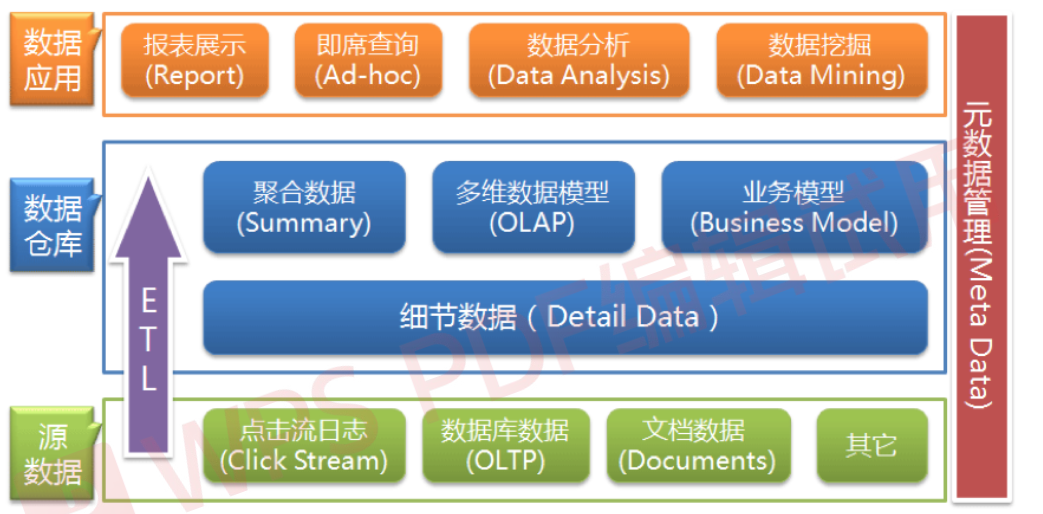 数据
应用
报表展示
(Report)
即席查询
(Ad-hoc)
数据分析
(Data Analysis)
数据挖掘
(Data Mining)
数据
仓库
聚合数据
(Summary)
多维数据模型
(OLAP)
业务模型
(Business Model)
细节数据（Detail Data）
E
T
L
源
数据
点击流日志
(Click Stream)
数据库数据
(OLTP)
文档数据
(Documents)
其它
元数据管理(Meta Data)
WPS PDF编辑试用